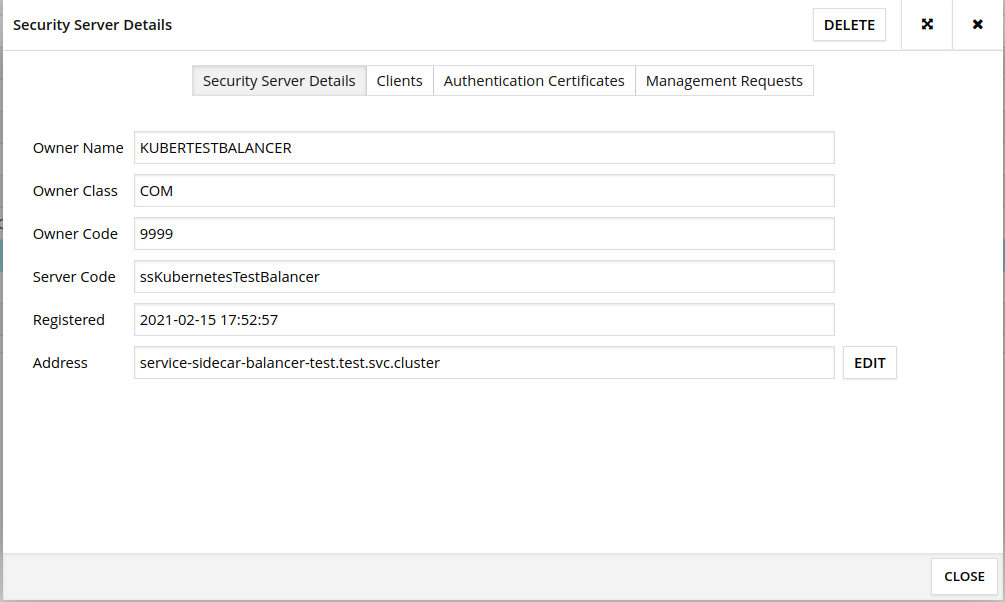 Security Server Details DELETE
Security Server Details Clients Authentication Certificates Management Requests
Owner Name KUBERTESTBALANCER
Owner Class COM
Owner Code 9999
Server Code ssKubernetesTestBalancer
Registered 2021-02-15 17:52:57
Address service-sidecar-balancer-test.test.svc.cluster EDIT
CLOSE